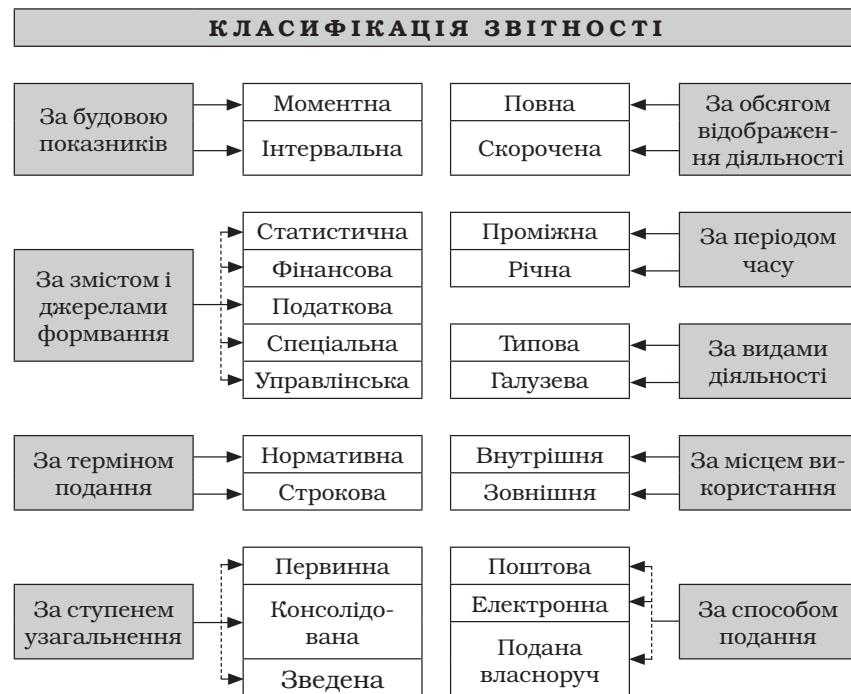 КЛАСИФІКАЦІЯ ЗВІТНОСТІ
За будовою
показників
Моментна
Інтервальна
Повна
Скорочена
За обсягом
відображен-
ня діяльності
За змістом і
джерелами
формвання
Статистична
Фінансова
Податкова
Спеціальна
Управлінська
Проміжна
Річна
За періодом
часу
Типова
Галузева
За видами
діяльності
За терміном
подання
Нормативна
Строкова
Внутрішня
Зовнішня
За місцем ви-
користання
За ступенем
узагальнення
Первинна
Консолідо-
вана
Зведена
Поштова
Електронна
Подана
власноруч
За способом
подання